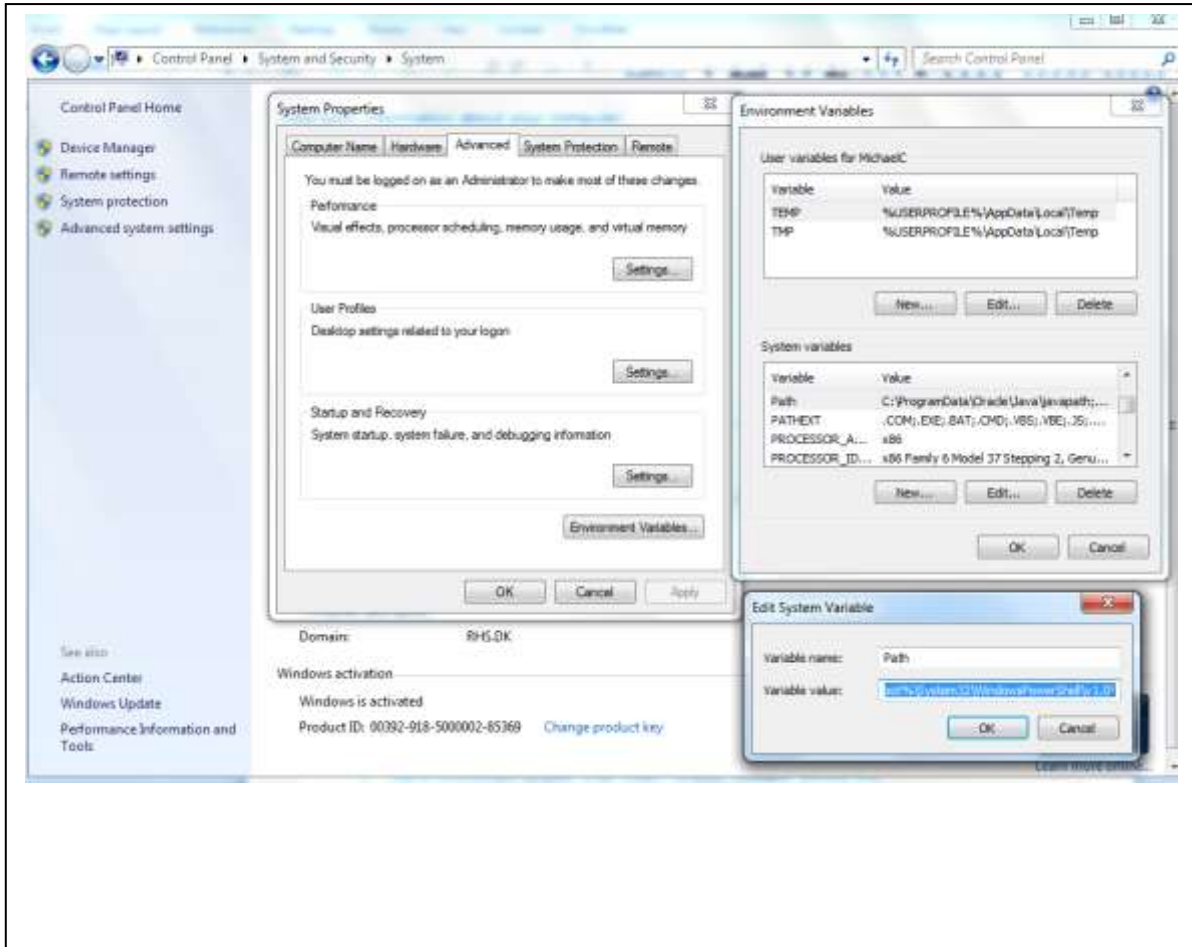 Control Panel ▸ System and Security ▸ System
Search Control Panel
Control Panel Home
Device Manager
Remote settings
System protection
Advanced system settings
See also
Action Center
Windows Update
Performance Information and
Tools
System Properties
Computer Name Hardware Advanced System Protection Remote
You must be logged on as an Administrator to make most of these changes.
Performance
Visual effects, processor scheduling, memory usage, and virtual memory
Settings...
User Profiles
Desktop settings related to your logon
Settings...
Startup and Recovery
System startup, system failure, and debugging information
Settings...
Environment Variables...
OK Cancel Apply
Domain: RHS.DK
Windows activation
Windows is activated
Product ID: 00392-918-5000002-85369 Change product key
Environment Variables
User variables for MichaelC
Variable Value
TEMP %USERPROFILE%\AppData\Local\Temp
TMP %USERPROFILE%\AppData\Local\Temp
New... Edit... Delete
System variables
Variable Value
Path C:\ProgramData\Oracle\Java\javapath;...
PATHEXT .COM;.EXE;.BAT;.CMD;.VBS;.VBE;.JS;....
PROCESSOR_A... x86
PROCESSOR_ID... x86 Family 6 Model 37 Stepping 2, Genu...
New... Edit... Delete
OK Cancel
Edit System Variable
Variable name: Path
Variable value: oot%\System32\WindowsPowerShell\v1.0\
OK Cancel
Learn more online...